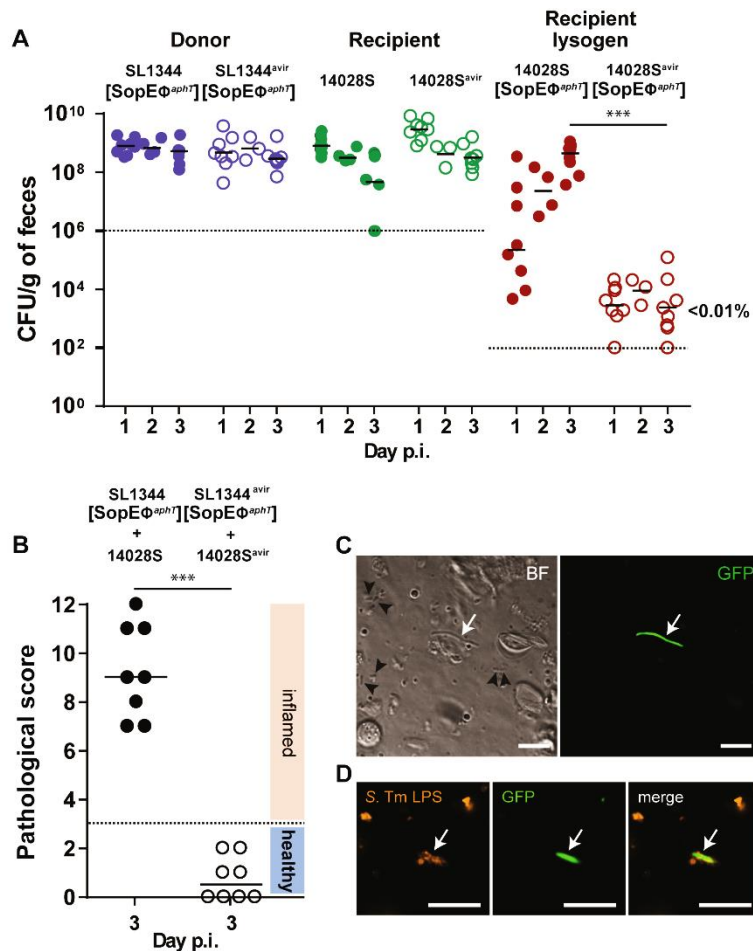 A
Donor
Recipient
Recipient
lysogen
SL1344
[SopEΦaphT]
SL1344avir
[SopEΦaphT]
14028S
14028Savir
14028S
[SopEΦaphT]
14028Savir
[SopEΦaphT]
***
CFU/g of feces
10^10
10^8
10^6
10^4
10^2
10^0
<0.01%
1 2 3 1 2 3 1 2 3 1 2 3 1 2 3 1 2 3
Day p.i.
B
SL1344
[SopEΦaphT]
+
14028S
SL1344avir
[SopEΦaphT]
+
14028Savir
***
Pathological score
12
10
8
6
4
2
0
inflamed
healthy
3 3
Day p.i.
C
BF
GFP
D
S. Tm LPS
GFP
merge